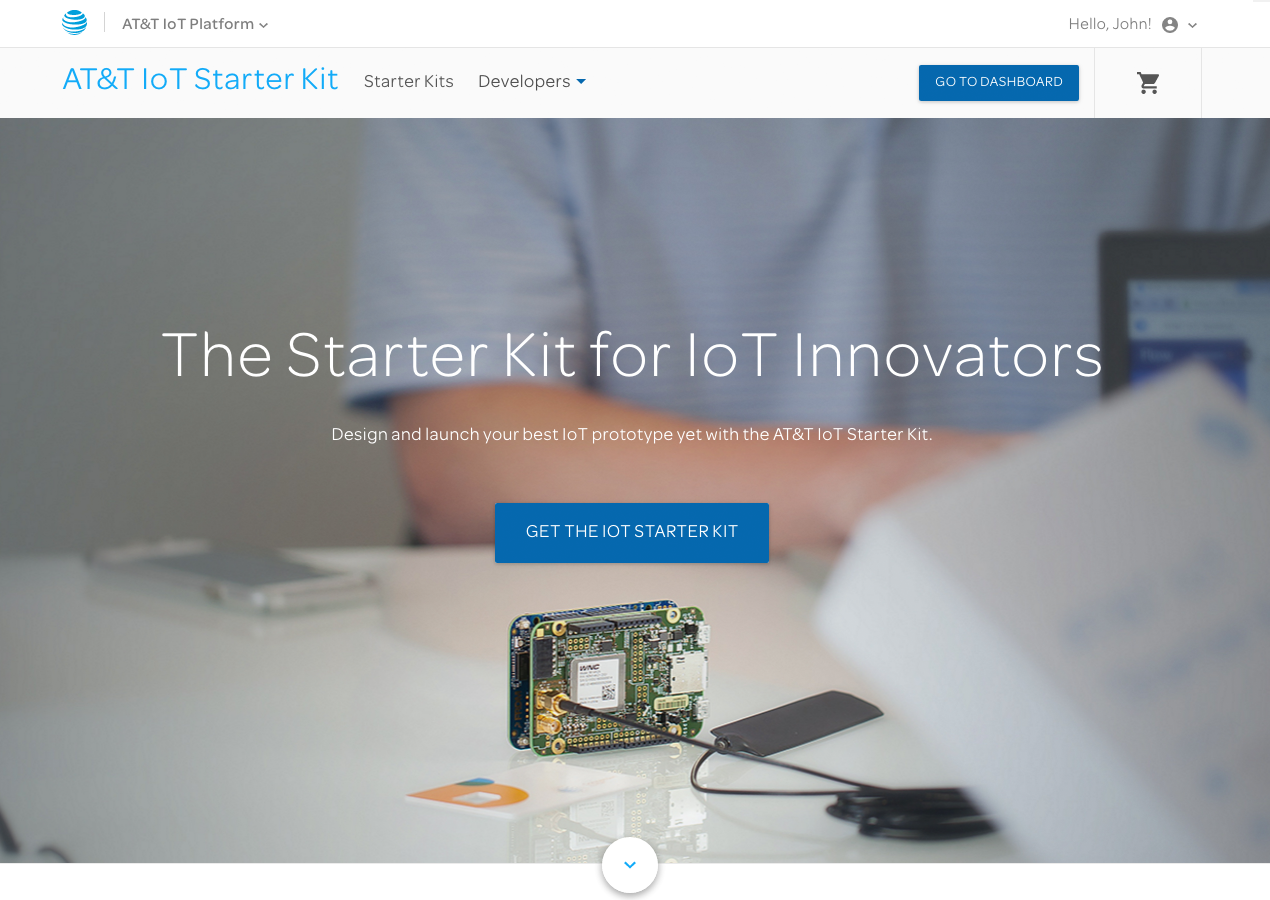 AT&T IoT Platform
Hello, John!
AT&T IoT Starter Kit
Starter Kits
Developers
GO TO DASHBOARD
The Starter Kit for IoT Innovators
Design and launch your best IoT prototype yet with the AT&T IoT Starter Kit.
GET THE IOT STARTER KIT
WNC